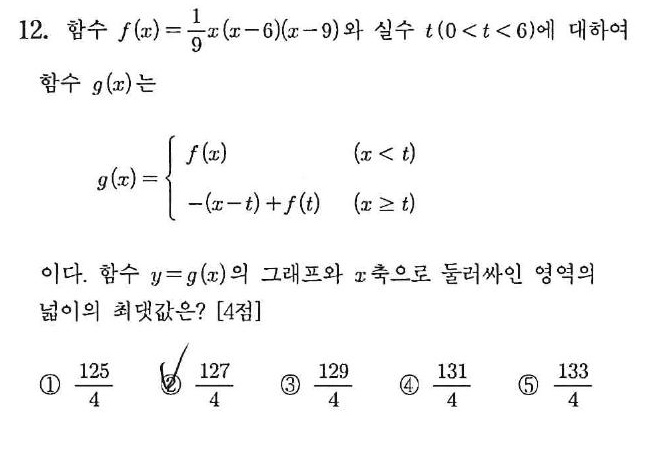 12. 함수 f(x)=1/9x(x−6)(x−9)와 실수 t(0<t<6)에 대하여
함수 g(x)는
g(x)= { f(x) (x<t)
−(x−t)+f(t) (x≥t)
이다. 함수 y=g(x)의 그래프와 x축으로 둘러싸인 영역의
넓이의 최댓값은? [4점]
① 125/4 ② 127/4 ③ 129/4 ④ 131/4 ⑤ 133/4